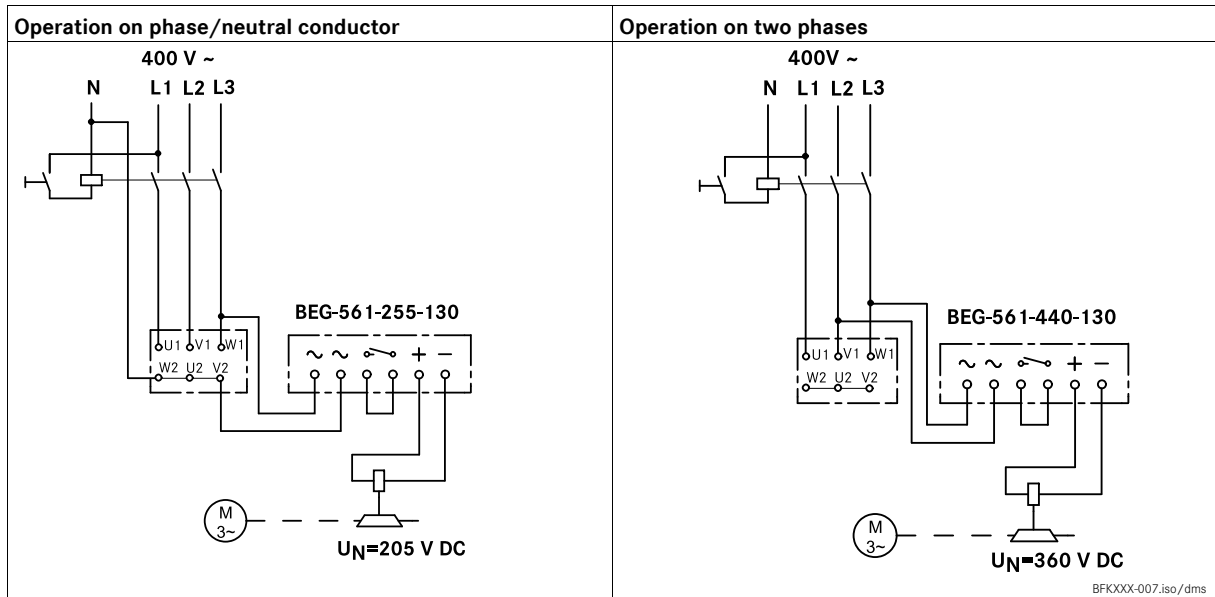 Operation on phase/neutral conductor
400 V ~
N L1 L2 L3
BEG-561-255-130
U1 V1 W1
W2 U2 V2
~ ~ + −
M
3~
UN=205 V DC
Operation on two phases
400V ~
N L1 L2 L3
BEG-561-440-130
U1 V1 W1
W2 U2 V2
~ ~ + −
M
3~
UN=360 V DC
BFKXXX-007.iso/dms